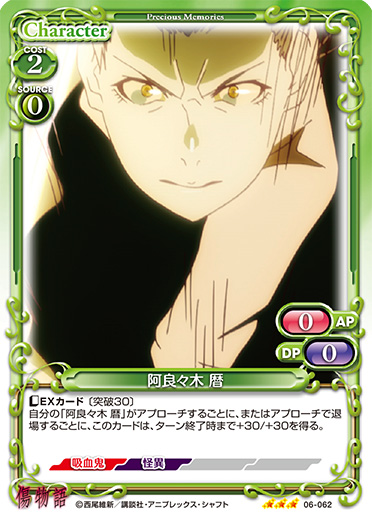 Precious Memories
Character
COST
2
SOURCE
0
0 AP
DP 0
阿良々木 暦
EXカード [突破30]
自分の「阿良々木 暦」がアプローチするごとに、またはアプローチで退
場するごとに、このカードは、ターン終了時まで+30/+30を得る。
吸血鬼 怪異
傷物語
©西尾維新／講談社・アニプレックス・シャフト
06-062